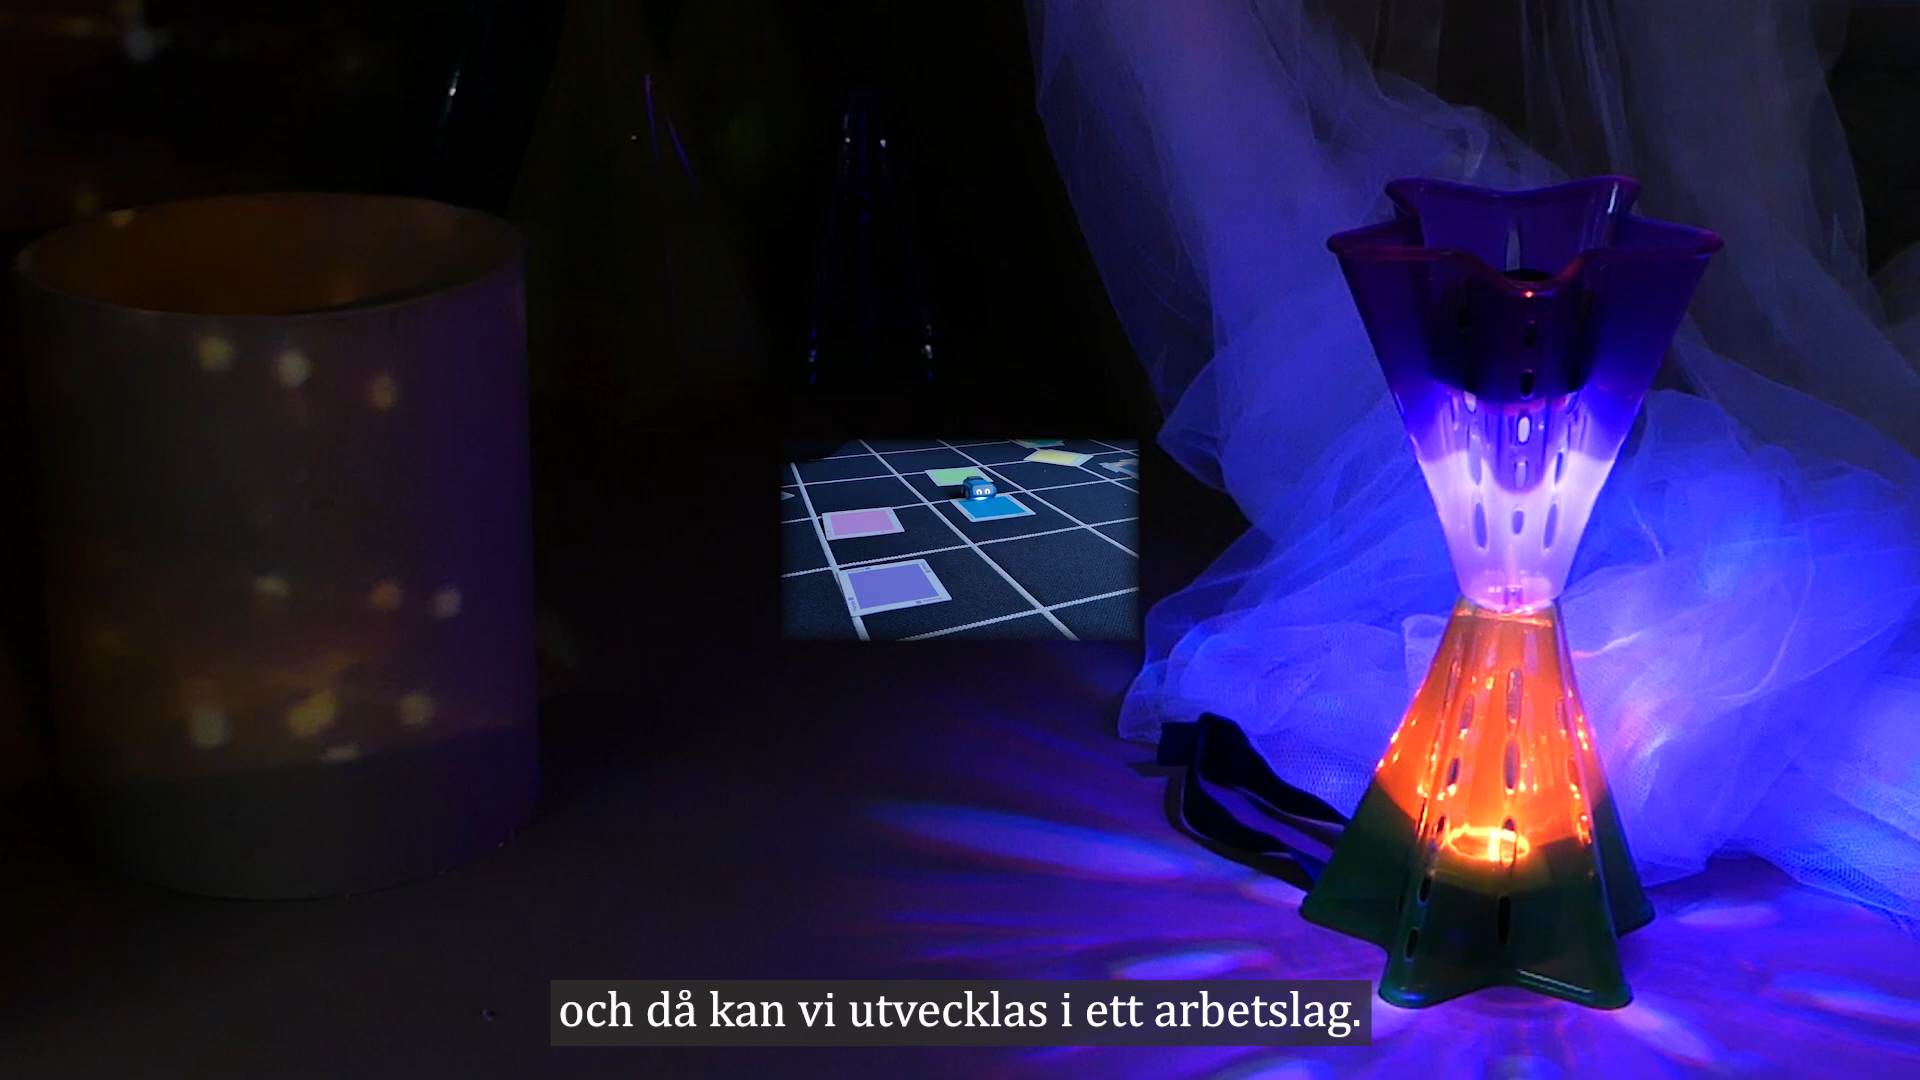 och då kan vi utvecklas i ett arbetslag.